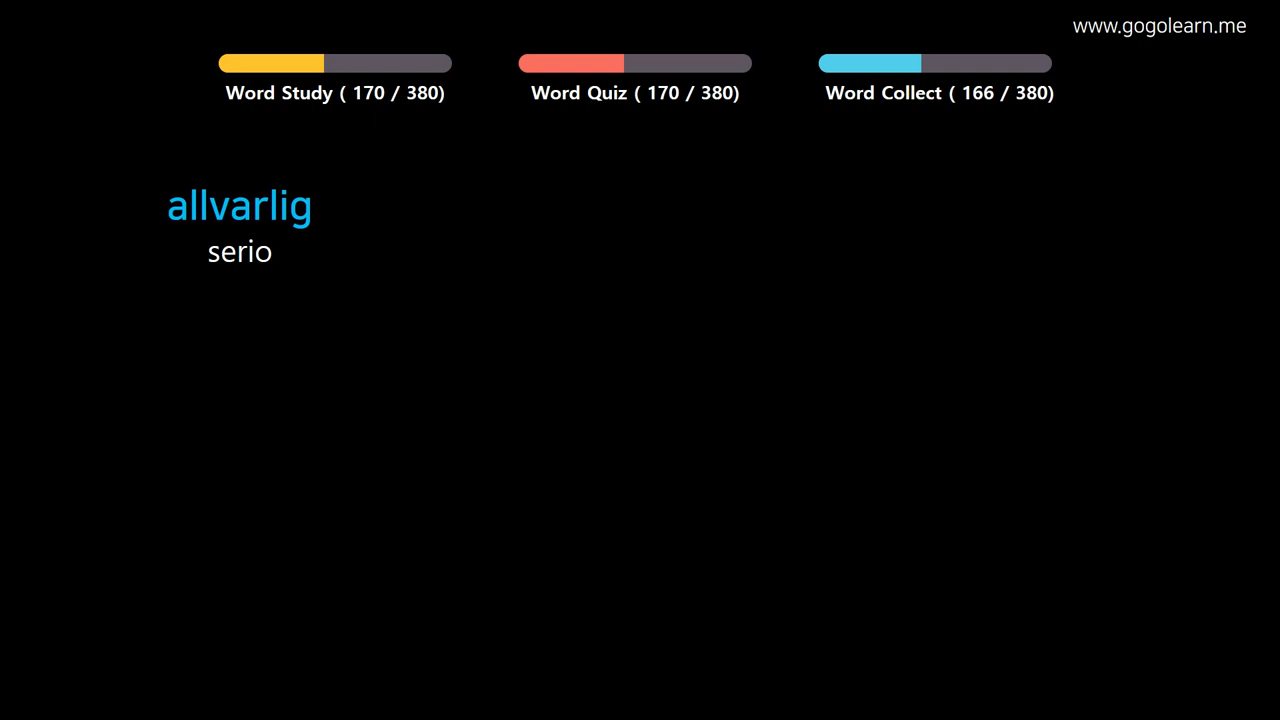 www.gogolearn.me
Word Study ( 170 / 380)
Word Quiz ( 170 / 380)
Word Collect ( 166 / 380)
allvarlig
serio